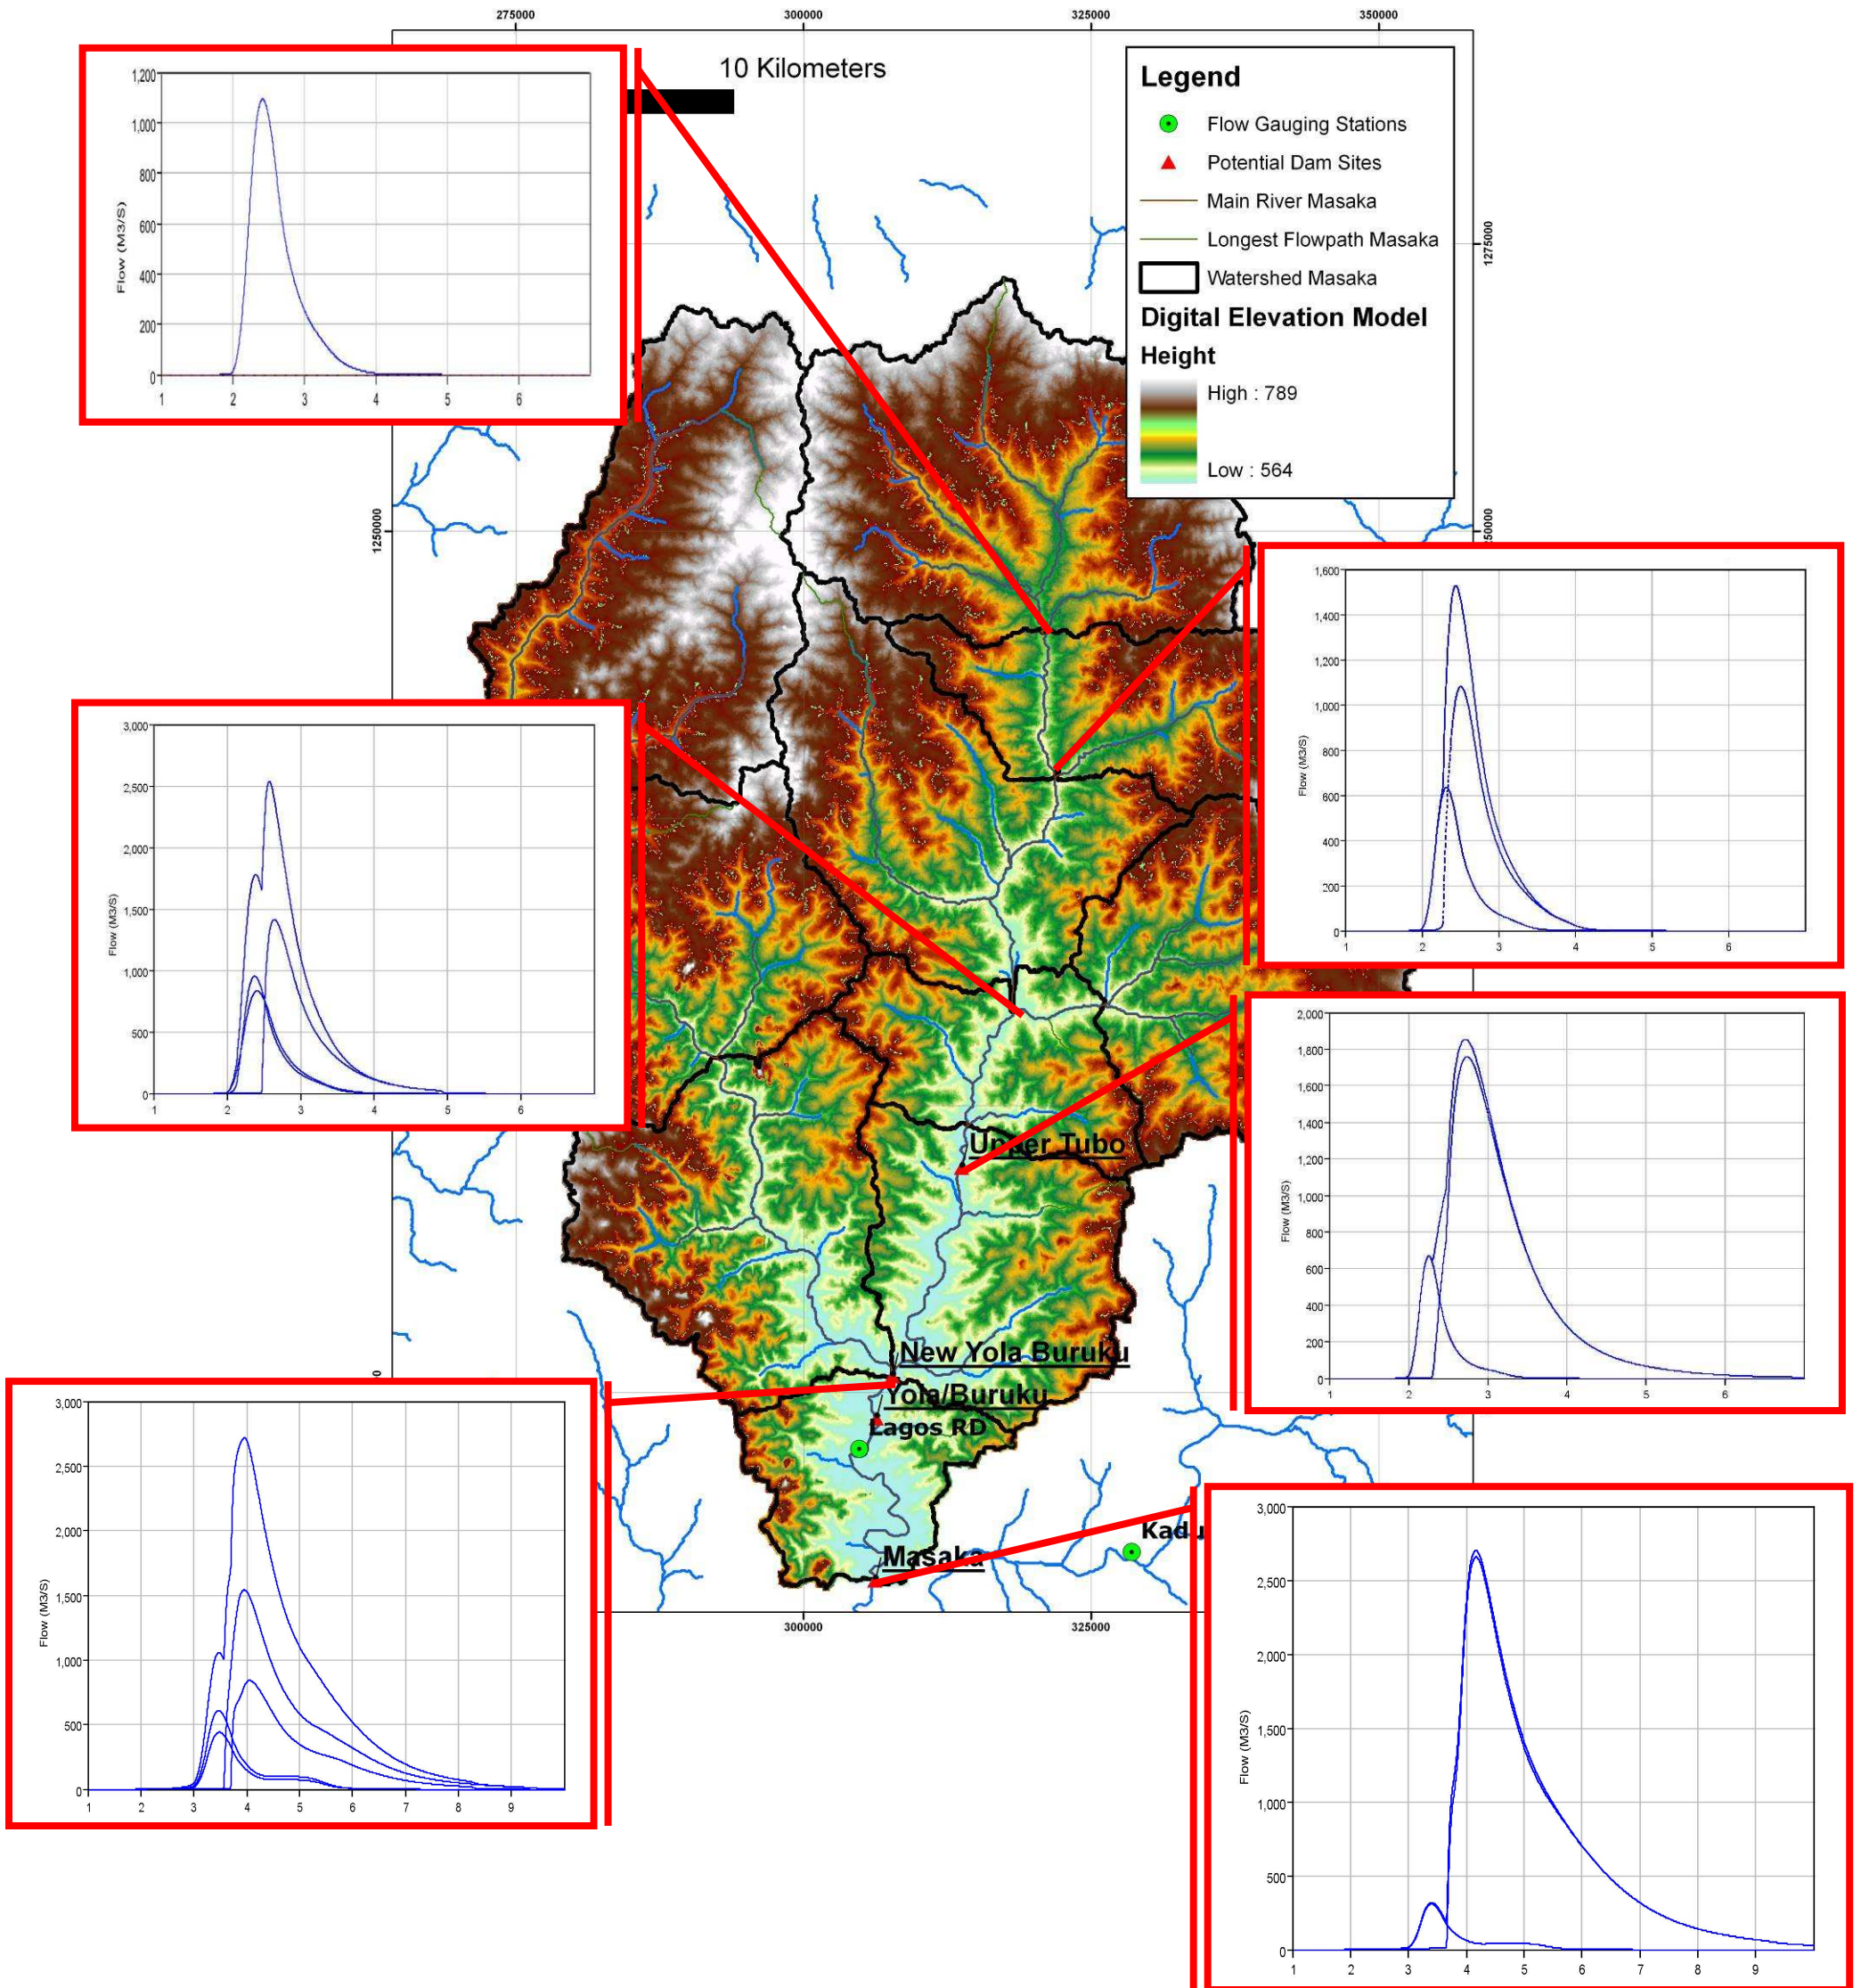 275000 300000 325000 350000
10 Kilometers
Legend
Flow Gauging Stations
Potential Dam Sites
Main River Masaka
Longest Flowpath Masaka
Watershed Masaka
Digital Elevation Model
Height
High : 789
Low : 564
1275000
1250000
50000
Flow (M3/S)
1,200
1,000
800
600
400
200
0
1 2 3 4 5 6
Flow (M3/S)
1,600
1,400
1,200
1,000
800
600
400
200
0
1 2 3 4 5 6
Flow (M3/S)
3,000
2,500
2,000
1,500
1,000
500
0
1 2 3 4 5 6
Flow (M3/S)
2,000
1,800
1,600
1,400
1,200
1,000
800
600
400
200
0
1 2 3 4 5 6
Upper Tubo
New Yola Buruku
Yola/Buruku
Lagos RD
Masaka
Kadu
0
Flow (M3/S)
3,000
2,500
2,000
1,500
1,000
500
0
1 2 3 4 5 6 7 8 9
Flow (M3/S)
3,000
2,500
2,000
1,500
1,000
500
0
1 2 3 4 5 6 7 8 9
300000 325000